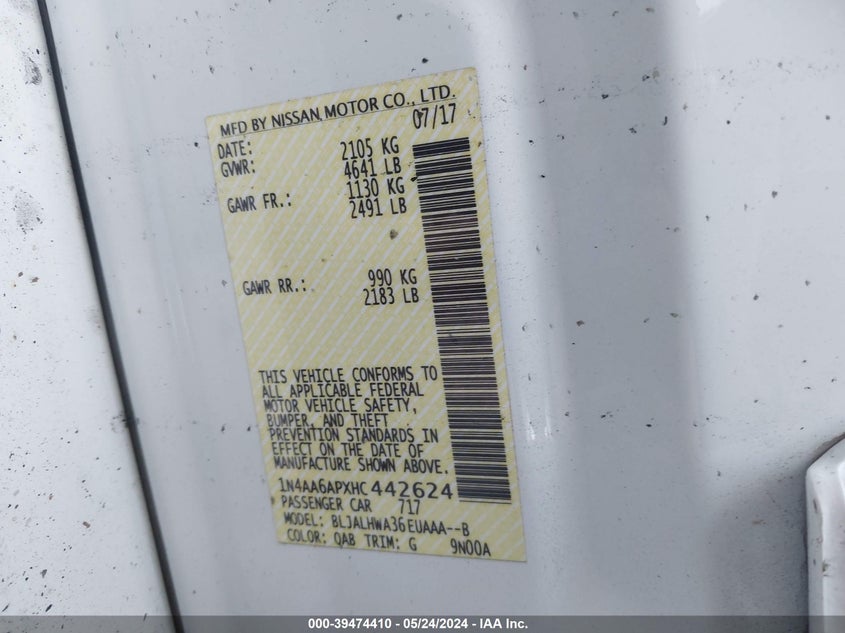 MFD BY NISSAN MOTOR CO., LTD.
DATE: 07/17
GVWR: 2105 KG
4641 LB
GAWR FR.: 1130 KG
2491 LB
GAWR RR.: 990 KG
2183 LB
THIS VEHICLE CONFORMS TO
ALL APPLICABLE FEDERAL
MOTOR VEHICLE SAFETY,
BUMPER, AND THEFT
PREVENTION STANDARDS IN
EFFECT ON THE DATE OF
MANUFACTURE SHOWN ABOVE.
1N4AA6APXHC442624
PASSENGER CAR 717
MODEL: BLJALHWA36EUAAA--B
COLOR: QAB TRIM: G 9N00A
000-39474410 - 05/24/2024 - IAA Inc.